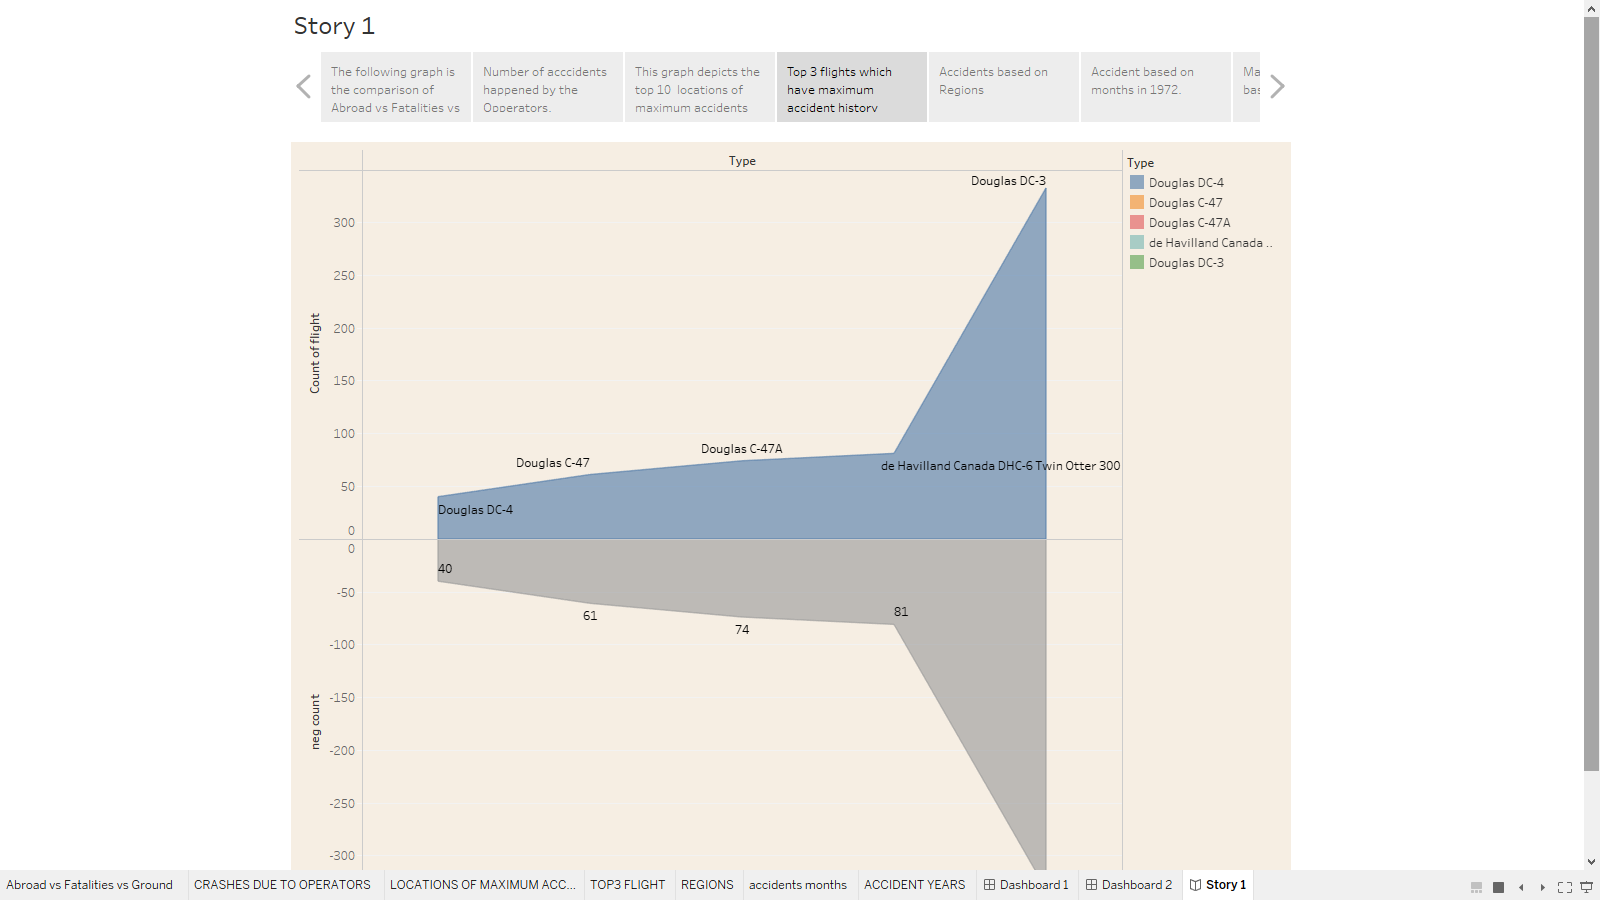 Story 1
The following graph is
the comparison of
Abroad vs Fatalities vs
Number of acccidents
happened by the
Opperators.
This graph depicts the
top 10 locations of
maximum accidents
Top 3 flights which
have maximum
accident history
Accidents based on
Regions
Accident based on
months in 1972.
Ma
bas
Type
Type
Douglas DC-4
Douglas C-47
Douglas C-47A
de Havilland Canada ..
Douglas DC-3
Count of flight
300
250
200
150
100
50
0
Douglas DC-3
Douglas C-47A
Douglas C-47
de Havilland Canada DHC-6 Twin Otter 300
Douglas DC-4
neg count
0
-50
-100
-150
-200
-250
-300
40
61
74
81
Abroad vs Fatalities vs Ground
CRASHES DUE TO OPERATORS
LOCATIONS OF MAXIMUM ACC...
TOP3 FLIGHT
REGIONS
accidents months
ACCIDENT YEARS
Dashboard 1
Dashboard 2
Story 1